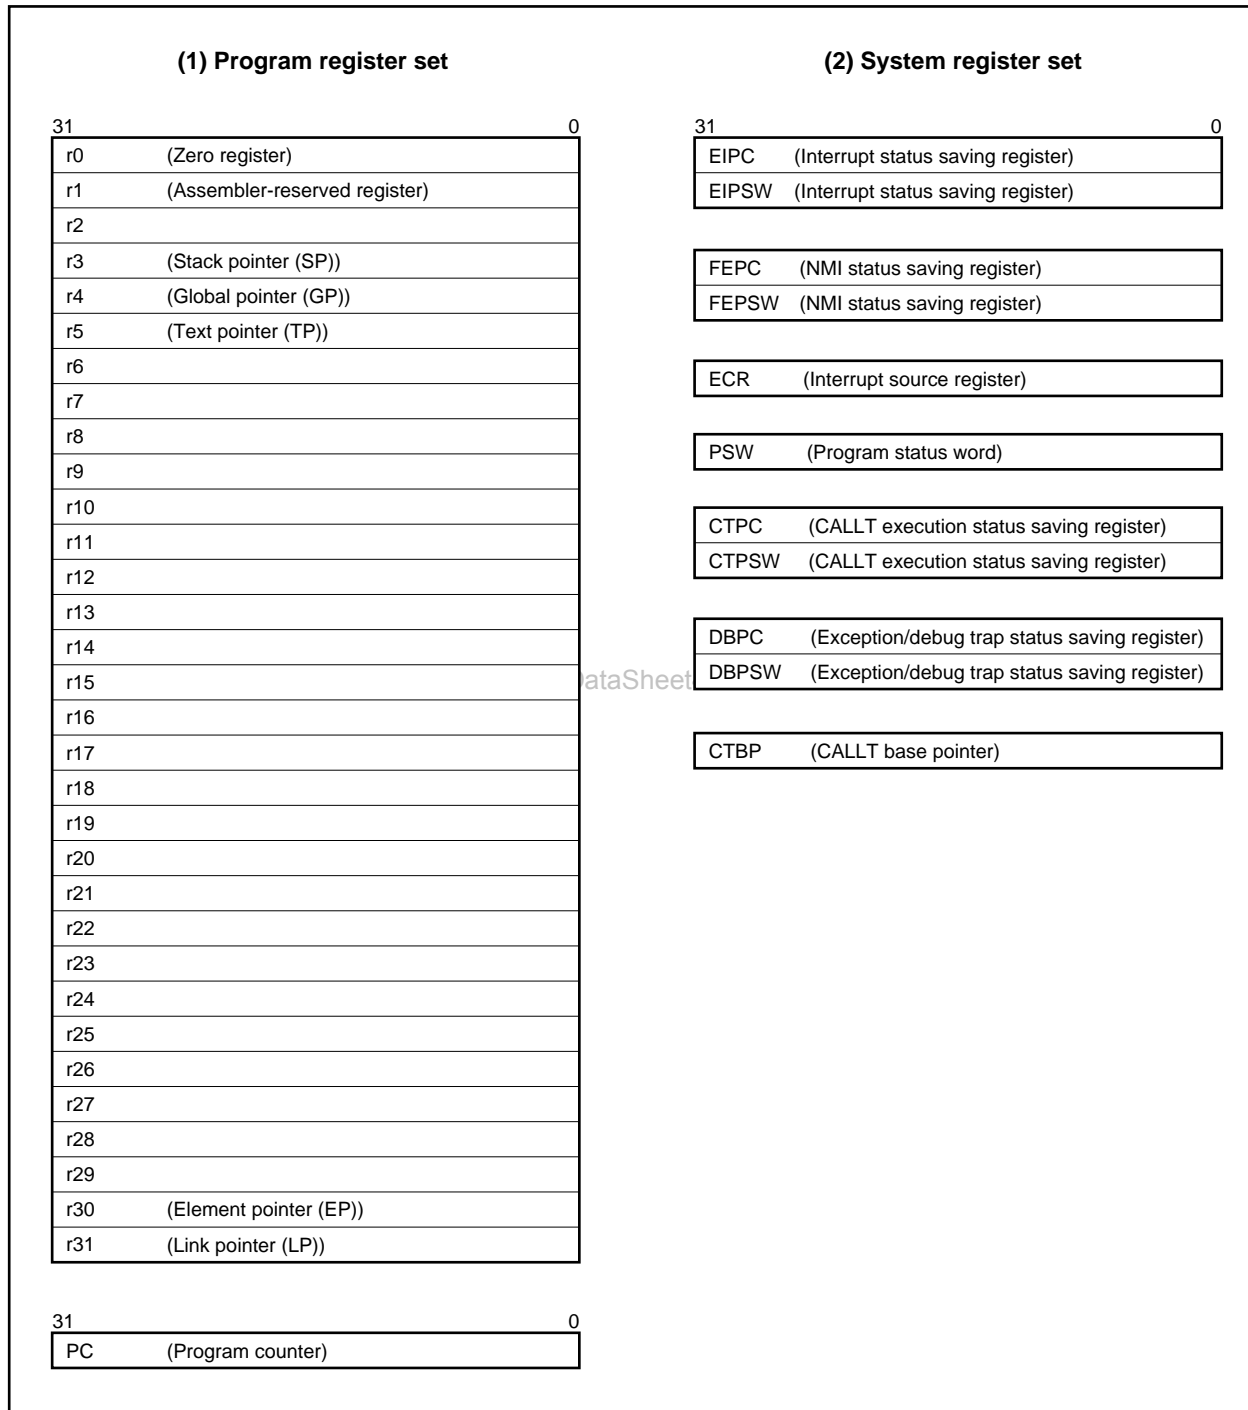 (1) Program register set
31 0
r0 (Zero register)
r1 (Assembler-reserved register)
r2
r3 (Stack pointer (SP))
r4 (Global pointer (GP))
r5 (Text pointer (TP))
r6
r7
r8
r9
r10
r11
r12
r13
r14
r15
r16
r17
r18
r19
r20
r21
r22
r23
r24
r25
r26
r27
r28
r29
r30 (Element pointer (EP))
r31 (Link pointer (LP))
31 0
PC (Program counter)
(2) System register set
31 0
EIPC (Interrupt status saving register)
EIPSW (Interrupt status saving register)
FEPC (NMI status saving register)
FEPSW (NMI status saving register)
ECR (Interrupt source register)
PSW (Program status word)
CTPC (CALLT execution status saving register)
CTPSW (CALLT execution status saving register)
DBPC (Exception/debug trap status saving register)
DBPSW (Exception/debug trap status saving register)
CTBP (CALLT base pointer)